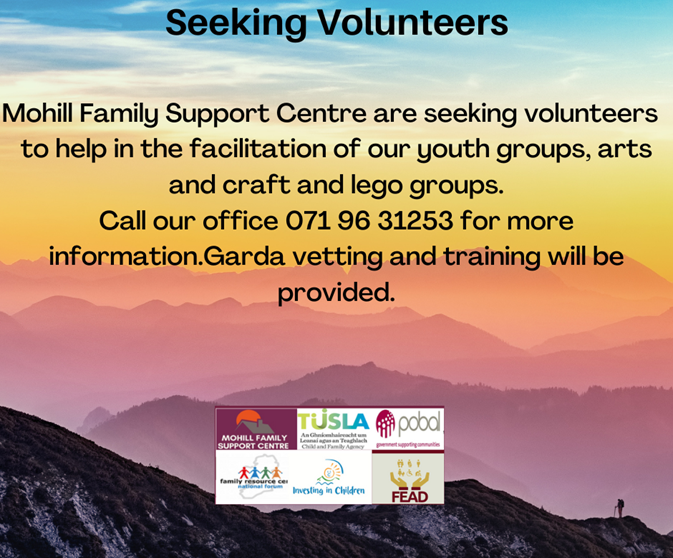 Seeking Volunteers
Mohill Family Support Centre are seeking volunteers
to help in the facilitation of our youth groups, arts
and craft and lego groups.
Call our office 071 96 31253 for more
information.Garda vetting and training will be
provided.
MOHILL FAMILY
SUPPORT CENTRE
TUSLA
An Ghníomhaireacht um
Leanaí agus an Teaghlach
Child and Family Agency
pobal
government supporting communities
family resource cen
national forum
Investing in Children
FEAD